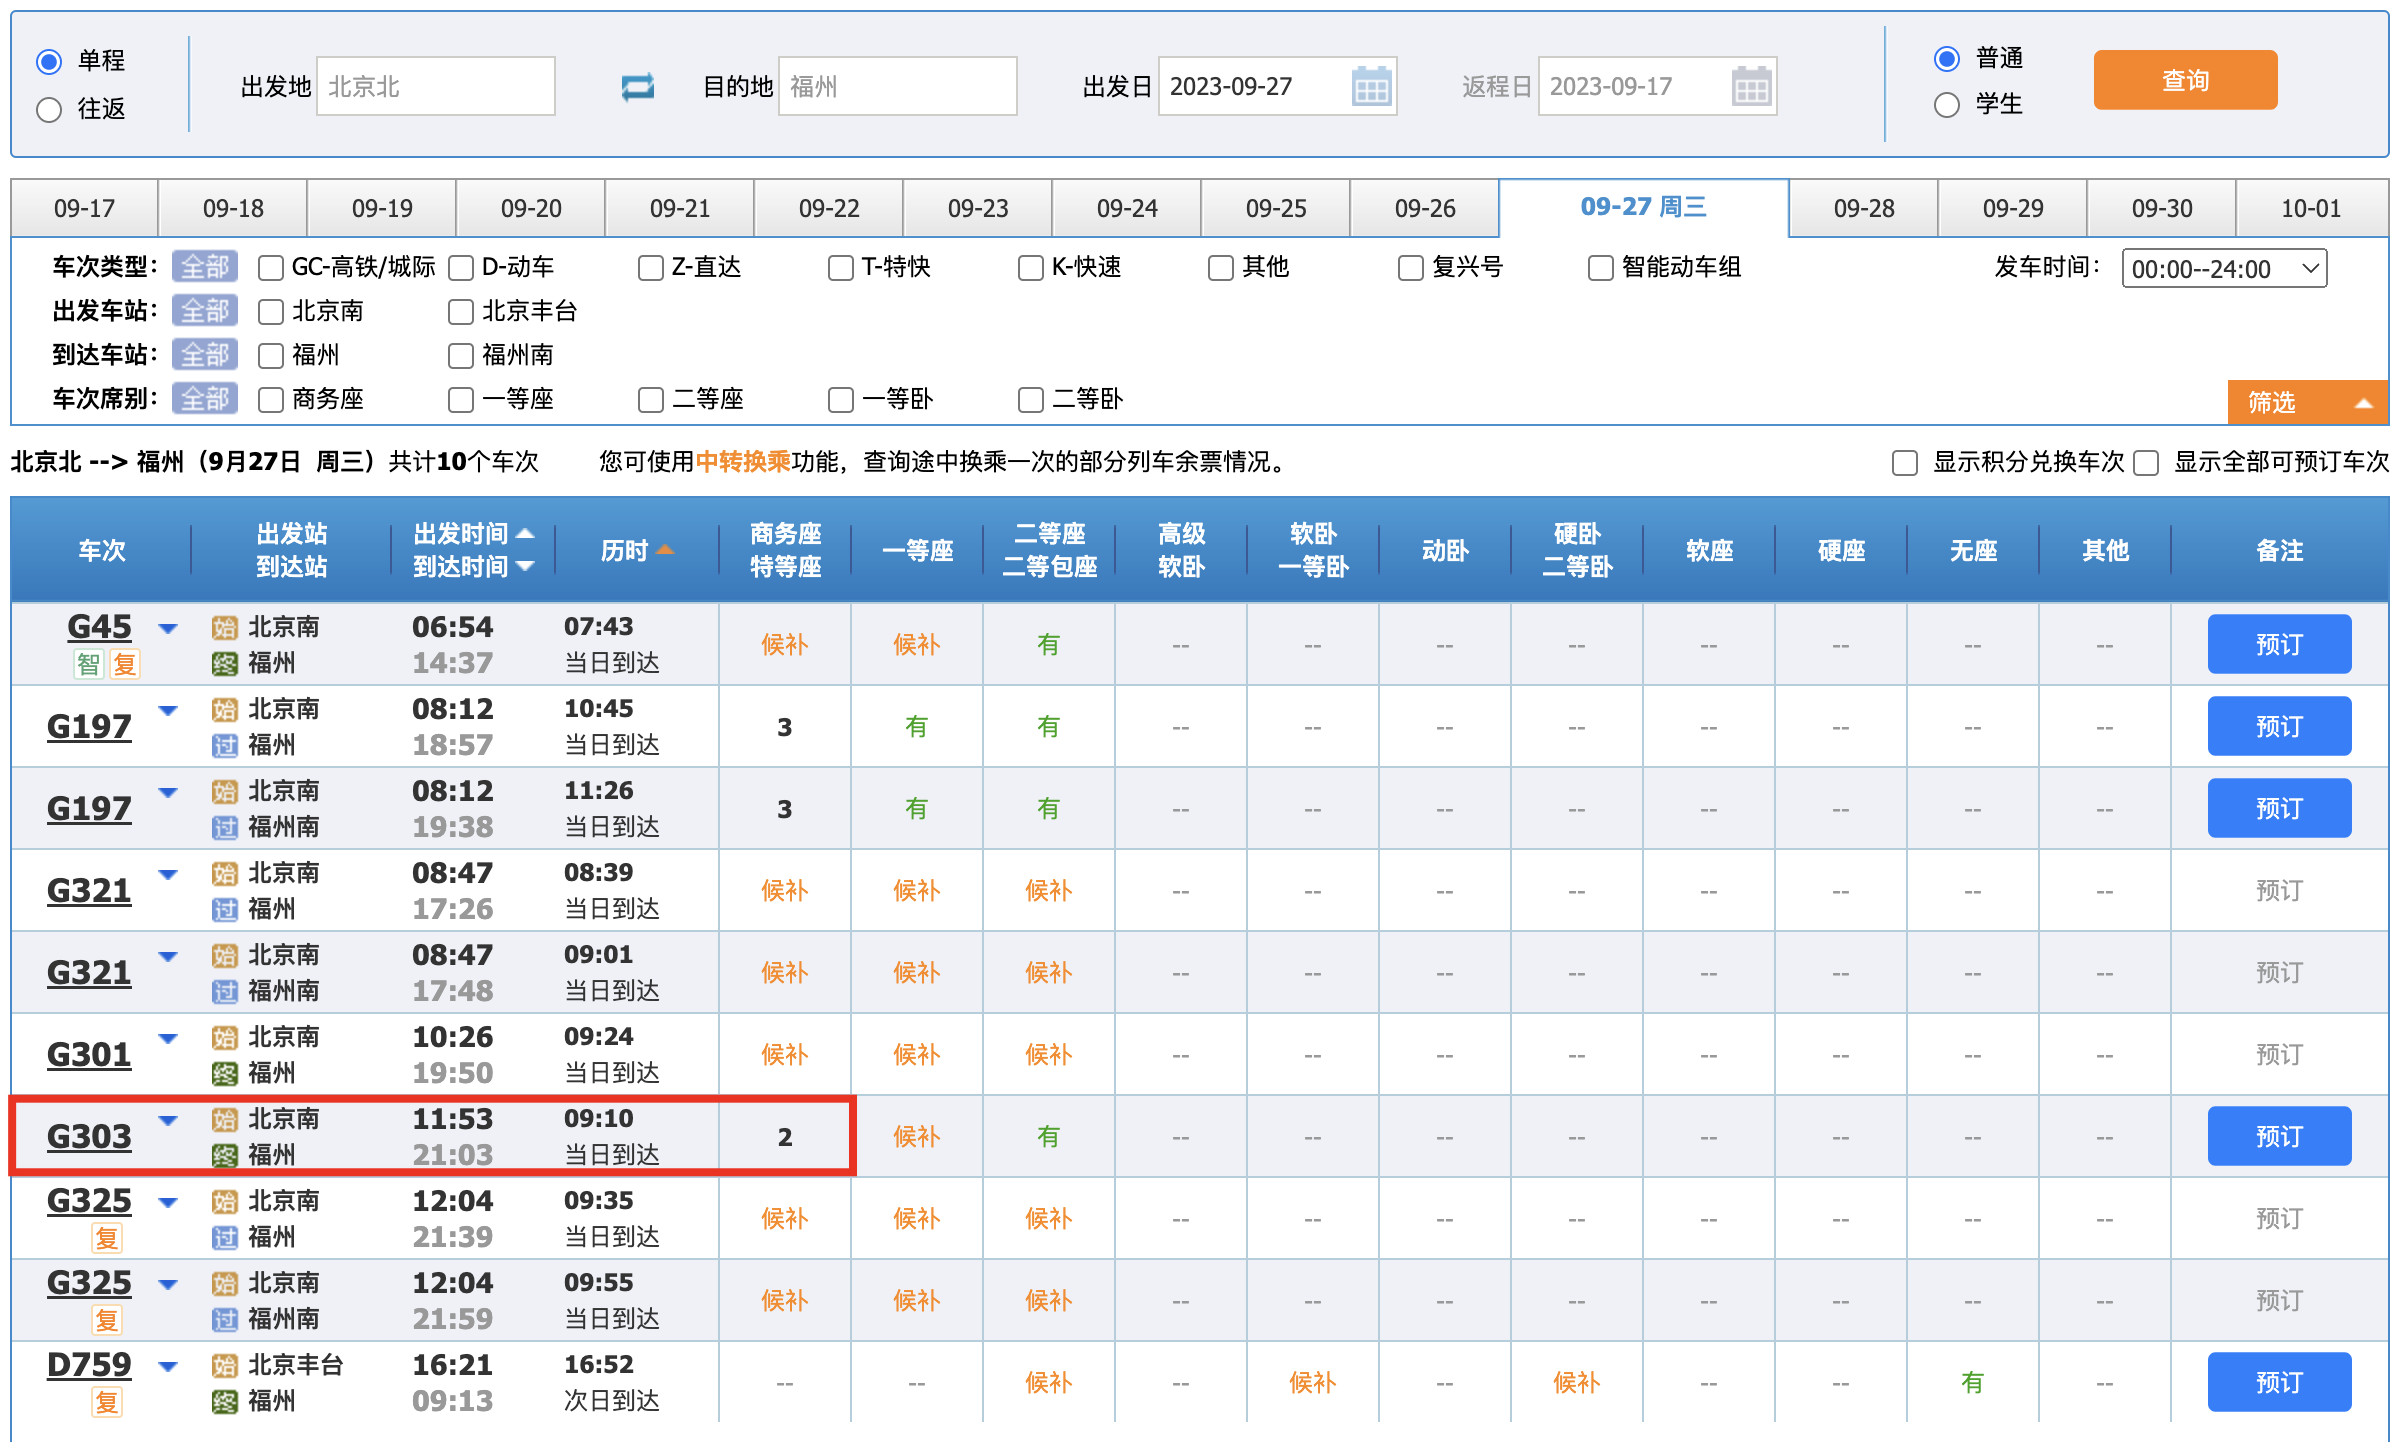 单程
往返
出发地 北京北 目的地 福州 出发日 2023-09-27 返程日 2023-09-17
普通
学生
查询
09-17 09-18 09-19 09-20 09-21 09-22 09-23 09-24 09-25 09-26 09-27 周三 09-28 09-29 09-30 10-01
车次类型： 全部 GC-高铁/城际 D-动车 Z-直达 T-特快 K-快速 其他 复兴号 智能动车组 发车时间： 00:00--24:00
出发车站： 全部 北京南 北京丰台
到达车站： 全部 福州 福州南
车次席别： 全部 商务座 一等座 二等座 一等卧 二等卧
筛选
北京北 --> 福州（9月27日 周三）共计10个车次 您可使用中转换乘功能，查询途中换乘一次的部分列车余票情况。 显示积分兑换车次 显示全部可预订车次
车次 出发站 到达站 出发时间 到达时间 历时 商务座 特等座 一等座 二等座 二等包座 高级 软卧 软卧 一等卧 动卧 硬卧 二等卧 软座 硬座 无座 其他 备注
G45 始 北京南 06:54 07:43 候补 候补 有 -- -- -- -- -- -- -- -- 预订
智 复 终 福州 14:37 当日到达
G197 始 北京南 08:12 10:45 3 有 有 -- -- -- -- -- -- -- -- 预订
过 福州 18:57 当日到达
G197 始 北京南 08:12 11:26 3 有 有 -- -- -- -- -- -- -- -- 预订
过 福州南 19:38 当日到达
G321 始 北京南 08:47 08:39 候补 候补 候补 -- -- -- -- -- -- -- -- 预订
过 福州 17:26 当日到达
G321 始 北京南 08:47 09:01 候补 候补 候补 -- -- -- -- -- -- -- -- 预订
过 福州南 17:48 当日到达
G301 始 北京南 10:26 09:24 候补 候补 候补 -- -- -- -- -- -- -- -- 预订
终 福州 19:50 当日到达
G303 始 北京南 11:53 09:10 2 候补 有 -- -- -- -- -- -- -- -- 预订
终 福州 21:03 当日到达
G325 始 北京南 12:04 09:35 候补 候补 候补 -- -- -- -- -- -- -- -- 预订
复 过 福州 21:39 当日到达
G325 始 北京南 12:04 09:55 候补 候补 候补 -- -- -- -- -- -- -- -- 预订
复 过 福州南 21:59 当日到达
D759 始 北京丰台 16:21 16:52 -- -- 候补 -- 候补 -- 候补 -- -- 有 -- 预订
复 终 福州 09:13 次日到达